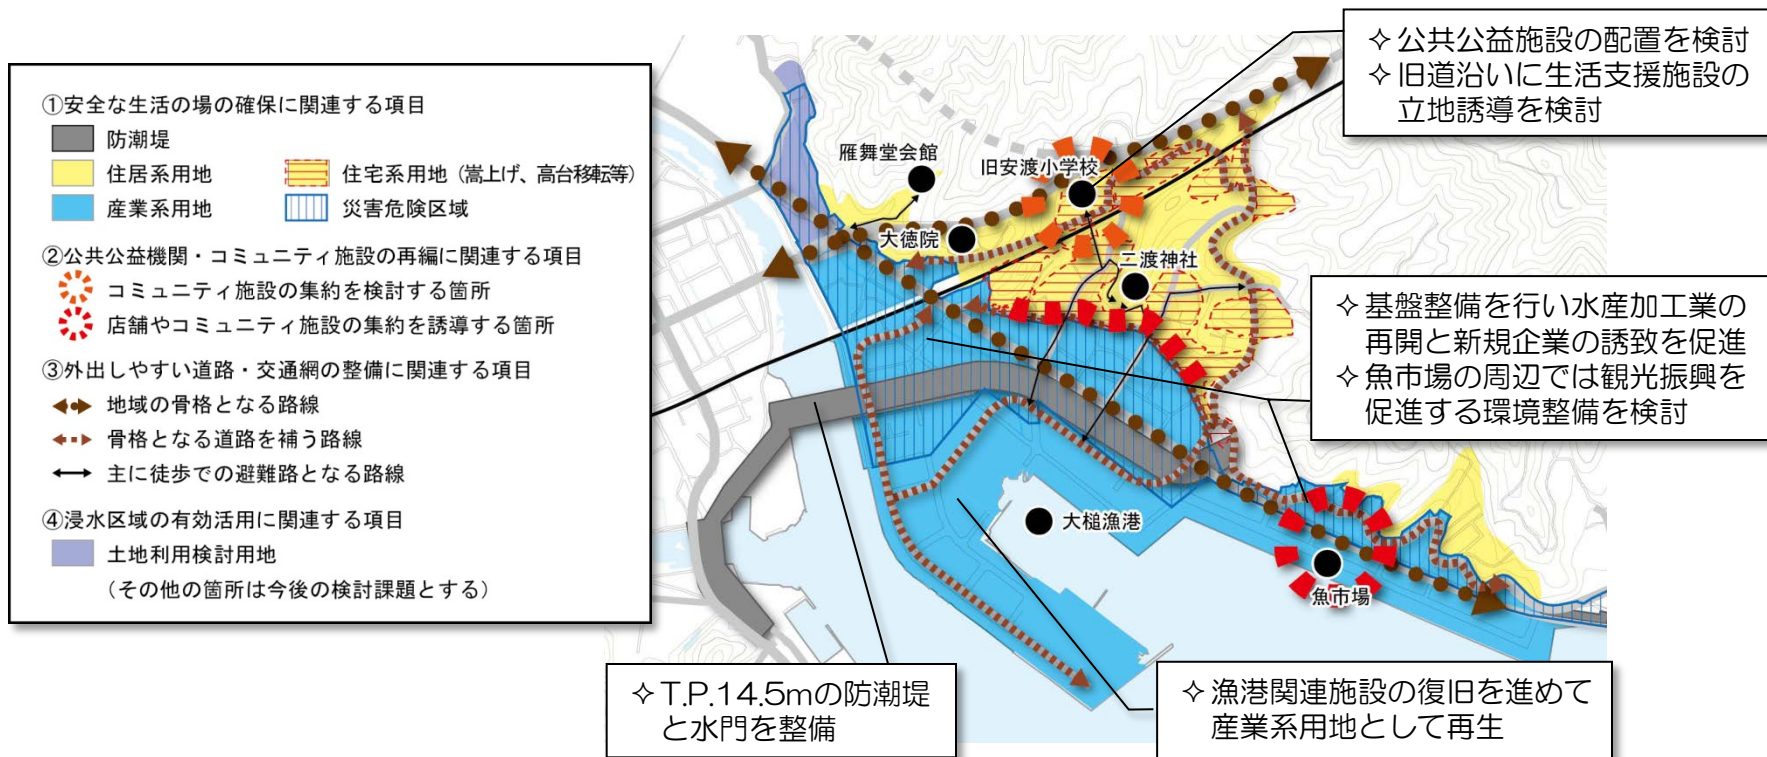 ①安全な生活の場の確保に関連する項目
防潮堤
住居系用地
住宅系用地（嵩上げ、高台移転等）
産業系用地
災害危険区域
②公共公益機関・コミュニティ施設の再編に関連する項目
コミュニティ施設の集約を検討する箇所
店舗やコミュニティ施設の集約を誘導する箇所
③外出しやすい道路・交通網の整備に関連する項目
地域の骨格となる路線
骨格となる道路を補う路線
主に徒歩での避難路となる路線
④浸水区域の有効活用に関連する項目
土地利用検討用地
（その他の箇所は今後の検討課題とする）
✧公共公益施設の配置を検討
✧旧道沿いに生活支援施設の
立地誘導を検討
雁舞堂会館
旧安渡小学校
大徳院
二渡神社
✧基盤整備を行い水産加工業の
再開と新規企業の誘致を促進
✧魚市場の周辺では観光振興を
促進する環境整備を検討
大槌漁港
魚市場
✧T.P.14.5mの防潮堤
と水門を整備
✧漁港関連施設の復旧を進めて
産業系用地として再生